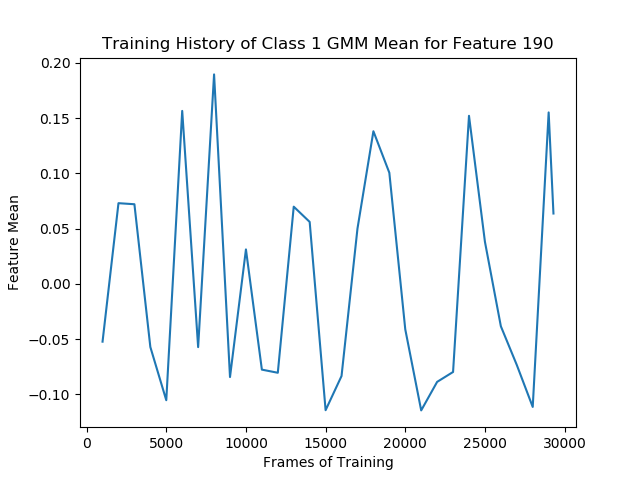 Training History of Class 1 GMM Mean for Feature 190
0.20
0.15
0.10
0.05
0.00
−0.05
−0.10
Feature Mean
0 5000 10000 15000 20000 25000 30000
Frames of Training